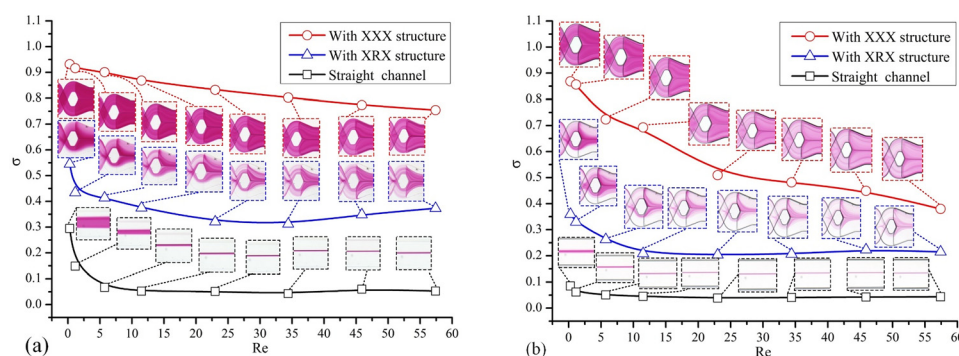 1.1
1.0
0.9
0.8
0.7
0.6
0.5
0.4
0.3
0.2
0.1
0.0
σ
With XXX structure
With XRX structure
Straight channel
0 5 10 15 20 25 30 35 40 45 50 55 60
Re
(a)
1.1
1.0
0.9
0.8
0.7
0.6
0.5
0.4
0.3
0.2
0.1
0.0
σ
With XXX structure
With XRX structure
Straight channel
0 5 10 15 20 25 30 35 40 45 50 55 60
Re
(b)